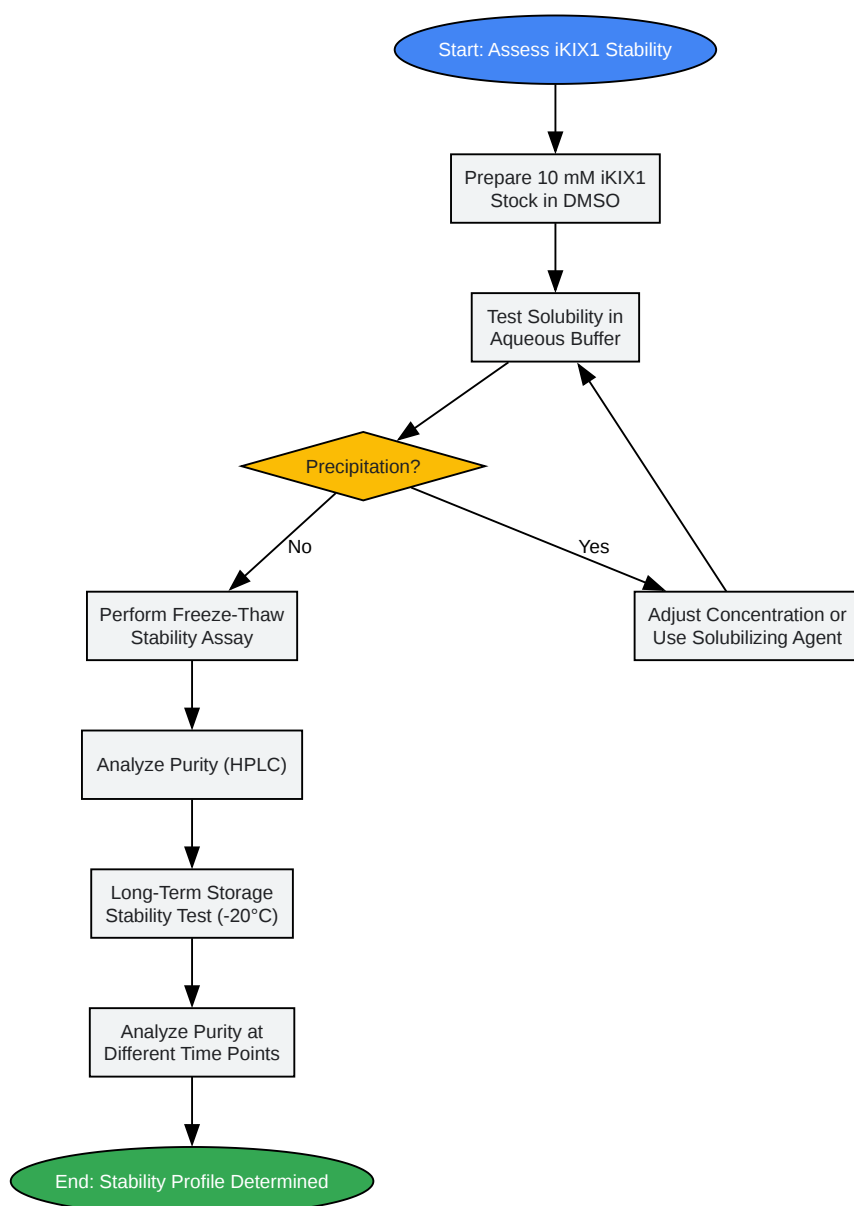 Start: Assess iKIX1 Stability
Prepare 10 mM iKIX1
Stock in DMSO
Test Solubility in
Aqueous Buffer
Precipitation?
No
Yes
Perform Freeze-Thaw
Stability Assay
Adjust Concentration or
Use Solubilizing Agent
Analyze Purity (HPLC)
Long-Term Storage
Stability Test (-20°C)
Analyze Purity at
Different Time Points
End: Stability Profile Determined